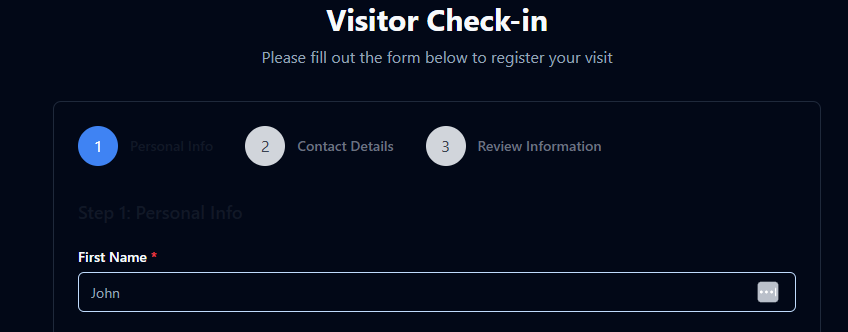 Visitor Check-in
Please fill out the form below to register your visit
1 Personal Info 2 Contact Details 3 Review Information
Step 1: Personal Info
First Name *
John